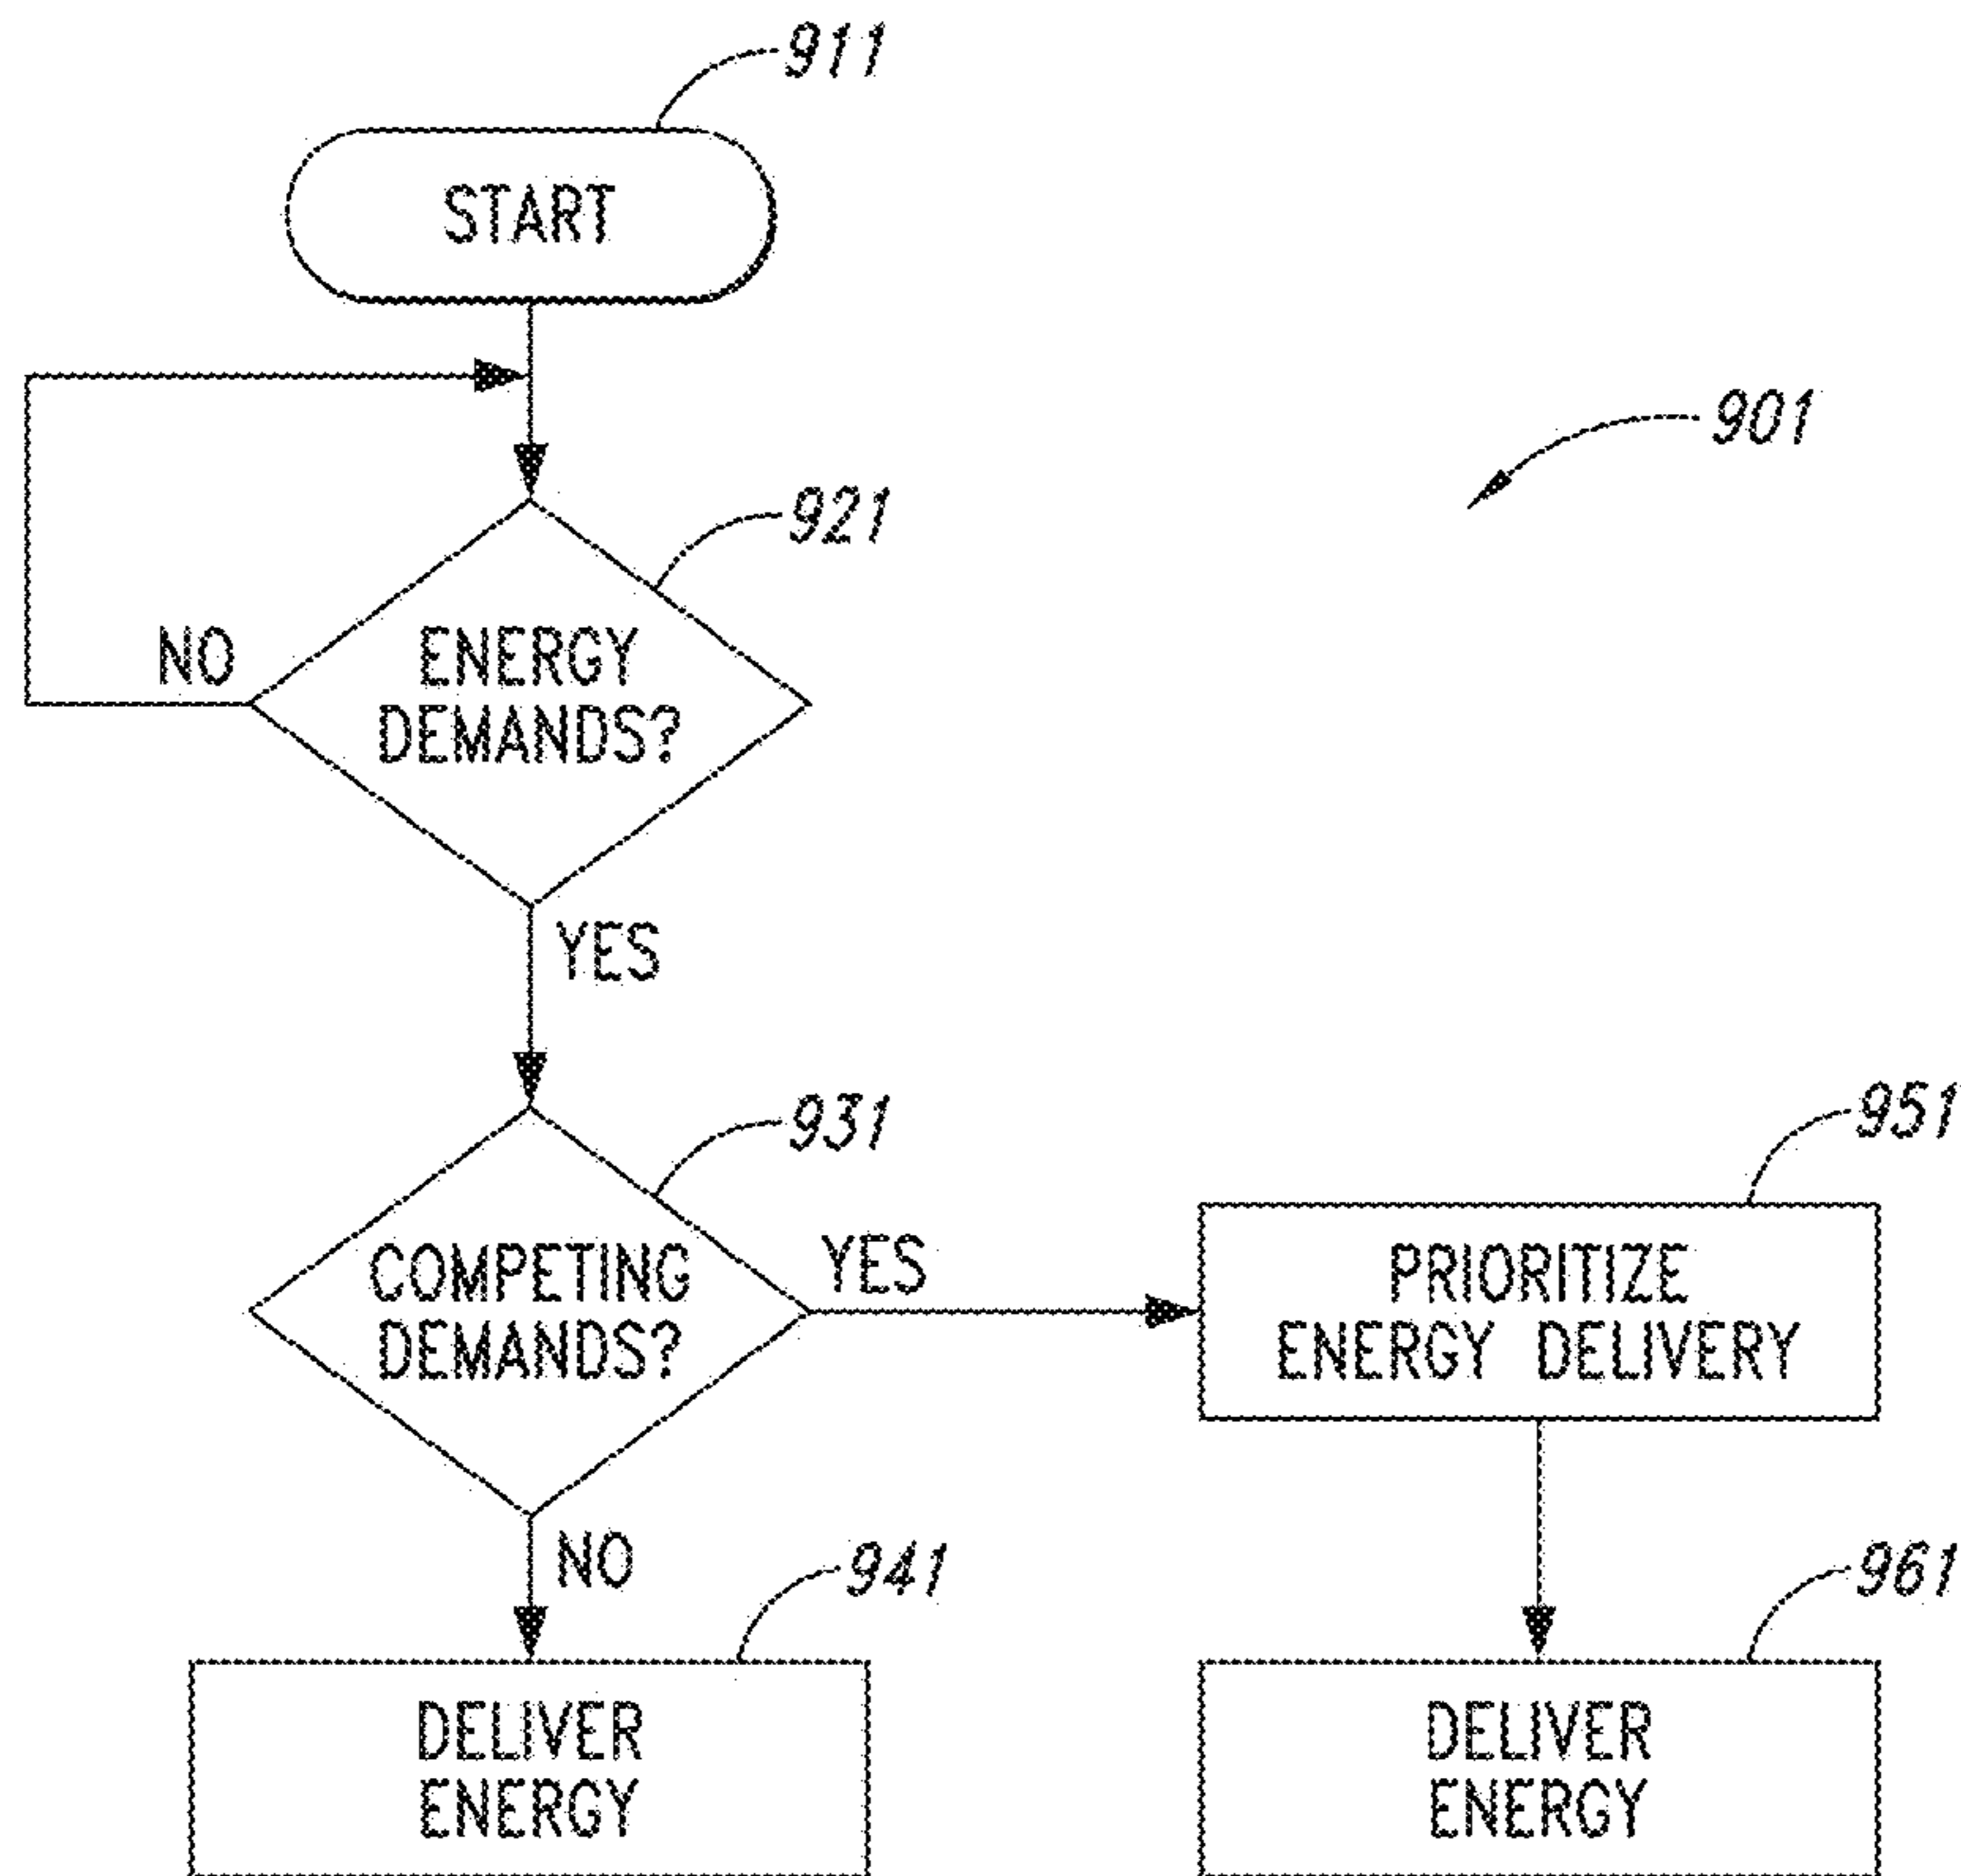 911
START
901
921
NO
ENERGY
DEMANDS?
YES
931
951
COMPETING
DEMANDS?
YES
PRIORITIZE
ENERGY DELIVERY
NO
941
961
DELIVER
ENERGY
DELIVER
ENERGY